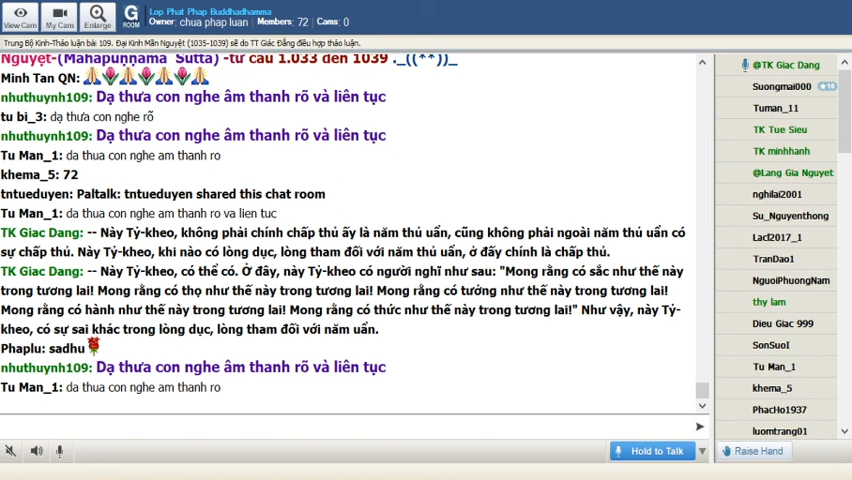 Lop Phat Phap Buddhadhamma
Owner: chua phap luan Members: 72 Cams: 0
View Cam
My Cam
Enlarge
G
ROOM
Trung Bộ Kinh-Thảo luận bài 109. Đại Kinh Mãn Nguyệt (1035-1039) sẽ do TT Giác Đẳng điều hợp thảo luận.
Nguyệt-(Mahāpuṇṇama Sutta) -từ câu 1.033 đến 1039 ._((**))_
Minh Tan QN:
nhuthuynh109: Dạ thưa con nghe âm thanh rõ và liên tục
tu bi_3: dạ thưa con nghe rõ
nhuthuynh109: Dạ thưa con nghe âm thanh rõ và liên tục
Tu Man_1: da thua con nghe am thanh ro
khema_5: 72
tntueduyen: Paltalk: tntueduyen shared this chat room
Tu Man_1: da thưa con nghe am thanh ro va lien tuc
TK Giac Dang: -- Này Tỷ-kheo, không phải chính chấp thủ ấy là năm thủ uẩn, cũng không phải ngoài năm thủ uẩn có
sự chấp thủ. Này Tỷ-kheo, khi nào có lòng dục, lòng tham đối với năm thủ uẩn, ở đấy chính là chấp thủ.
TK Giac Dang: -- Này Tỷ-kheo, có thể có. Ở đây, này Tỷ-kheo có người nghĩ như sau: "Mong rằng có sắc như thế này
trong tương lai! Mong rằng có thọ như thế này trong tương lai! Mong rằng có tưởng như thế này trong tương lai!
Mong rằng có hành như thế này trong tương lai! Mong rằng có thức như thế này trong tương lai!" Như vậy, này Tỷ-
kheo, có sự sai khác trong lòng dục, lòng tham đối với năm uẩn.
Phaplu: sadhu
nhuthuynh109: Dạ thưa con nghe âm thanh rõ và liên tục
Tu Man_1: da thưa con nghe am thanh ro
Hold to Talk
@TK Giac Dang
Suongmai000
10
Tuman_11
TK Tue Sieu
TK minhhanh
@Lang Gia Nguyet
nghilai2001
Su_Nguyenthong
Lacl2017_1
TranDao1
NguoiPhuongNam
thy lam
Dieu Giac 999
SonSuoI
Tu Man_1
khema_5
PhacHo1937
luomtrang01
Raise Hand